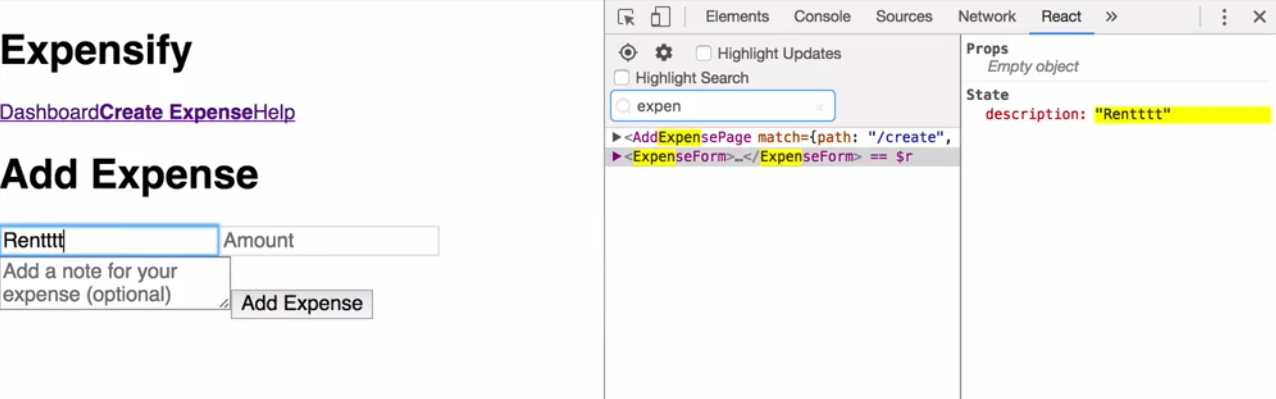 Expensify
DashboardCreate ExpenseHelp
Add Expense
Rentttt Amount
Add a note for your
expense (optional)
Add Expense
Elements Console Sources Network React »
Highlight Updates
Highlight Search
expen
<AddExpensePage match={path: "/create",
<ExpenseForm>…</ExpenseForm> == $r
Props
Empty object
State
description: "Rentttt"